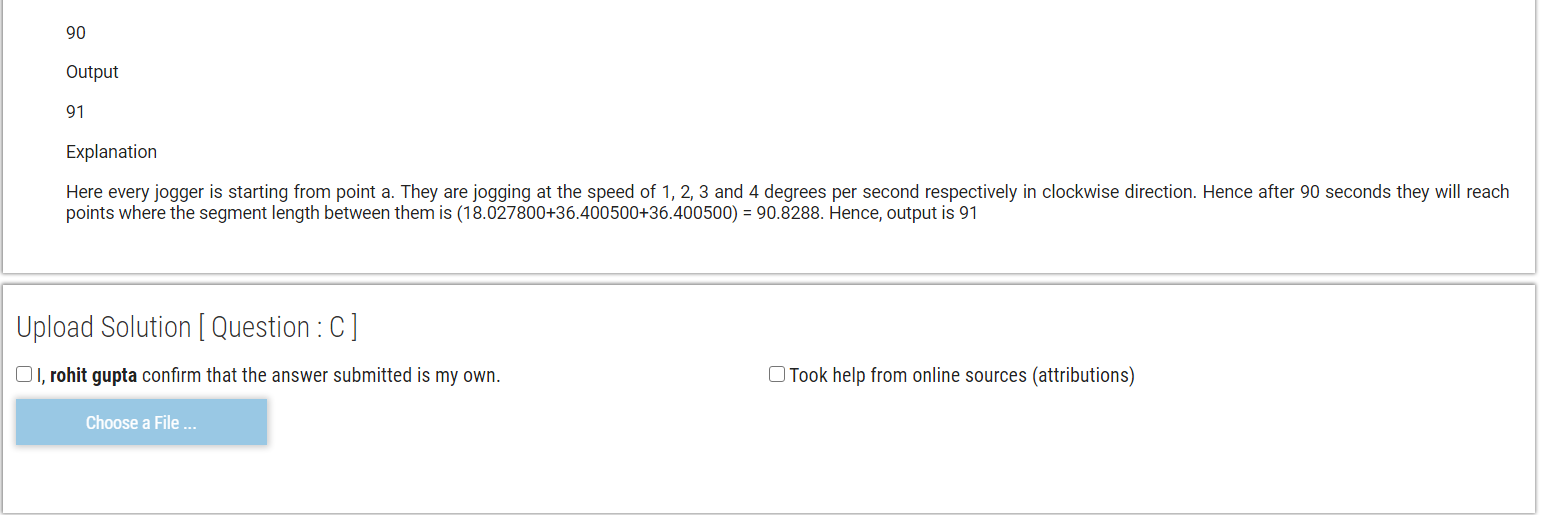 90
Output
91
Explanation
Here every jogger is starting from point a. They are jogging at the speed of 1, 2, 3 and 4 degrees per second respectively in clockwise direction. Hence after 90 seconds they will reach
points where the segment length between them is (18.027800+36.400500+36.400500) = 90.8288. Hence, output is 91
Upload Solution [ Question : C ]
I, rohit gupta confirm that the answer submitted is my own.
Took help from online sources (attributions)
Choose a File ...